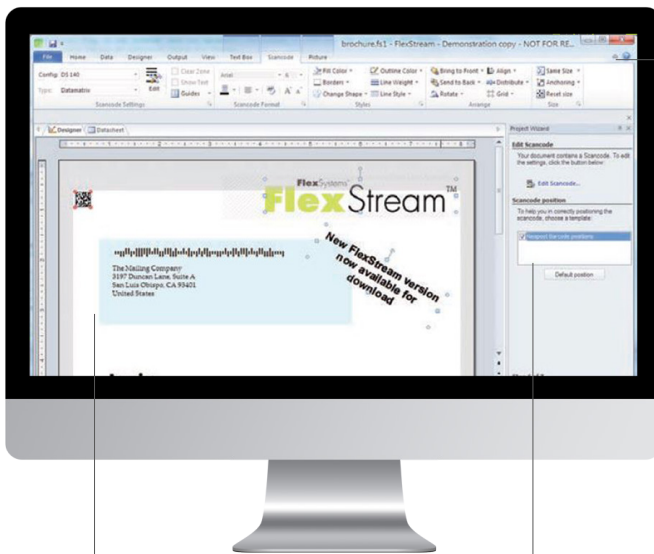 brochure.fs1 - FlexStream - Demonstration copy - NOT FOR RE...
File Home Data Designer Output View Text Box Scancode Picture
Config: DS 140
Type: Datamatrix
Edit
Clear Zone
Show Text
Guides
Scancode Settings
Arial
Scancode Format
Fill Color
Borders
Change Shape
Outline Color
Line Weight
Line Style
Styles
Bring to Front
Send to Back
Rotate
Align
Distribute
Grid
Arrange
Same Size
Anchoring
Reset size
Size
Designer Datasheet
Project Wizard
Edit Scancode
Your document contains a Scancode. To edit
the settings, click the button below:
Edit Scancode...
Scancode position
To help you in correctly positioning the
scancode, choose a template:
Default position
FlexSystems
FlexStream™
New FlexStream version
now available for
download
The Mailing Company
3197 Duncan Lane, Suite A
San Luis Obispo, CA 93401
United States